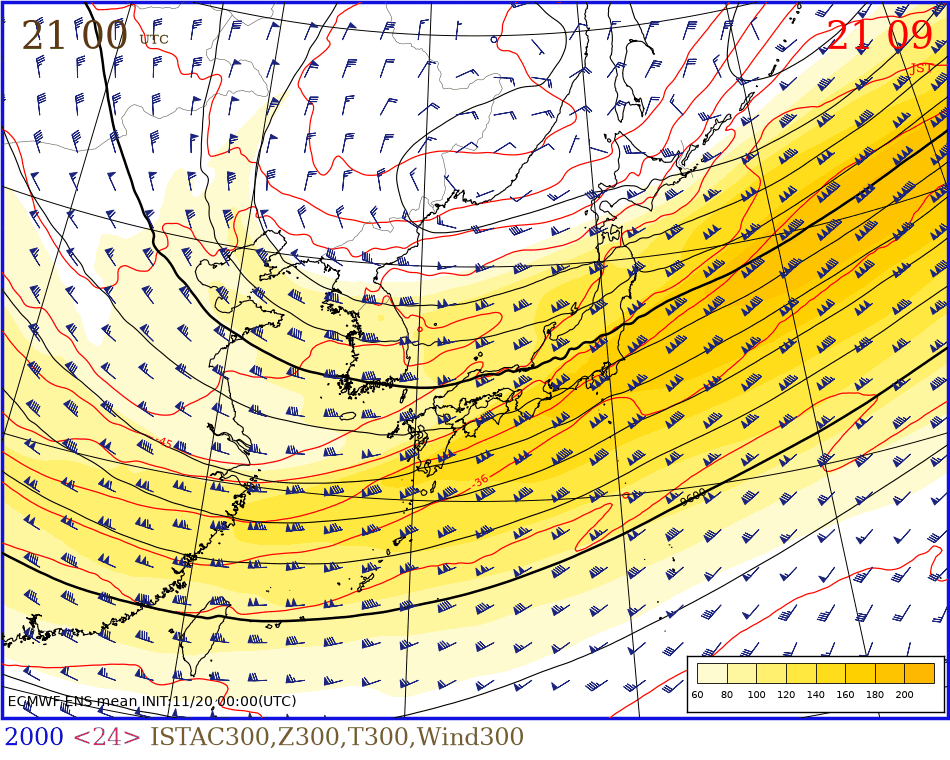 21 00 UTC
21 09
JST
-45
-36
9600
60 80 100 120 140 160 180 200
ECMWF ENS mean INIT:11/20 00:00(UTC)
2000 <24> ISTAC300,Z300,T300,Wind300